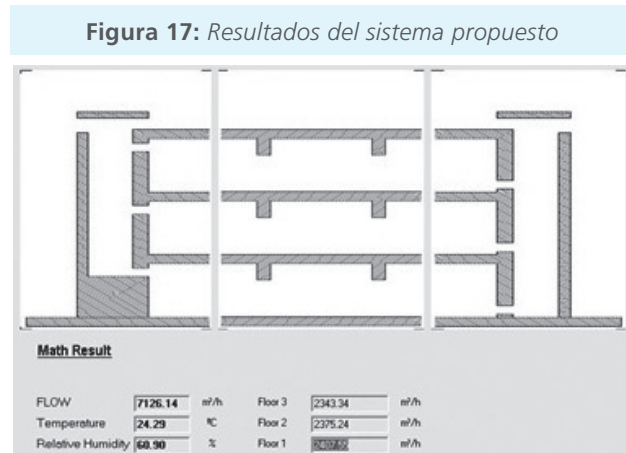 Figura 17: Resultados del sistema propuesto
Math Result
FLOW 7126.14 m³/h Floor 3 2343.34 m³/h
Temperature 24.29 ºC Floor 2 2375.24 m³/h
Relative Humidity 60.90 % Floor 1 m³/h